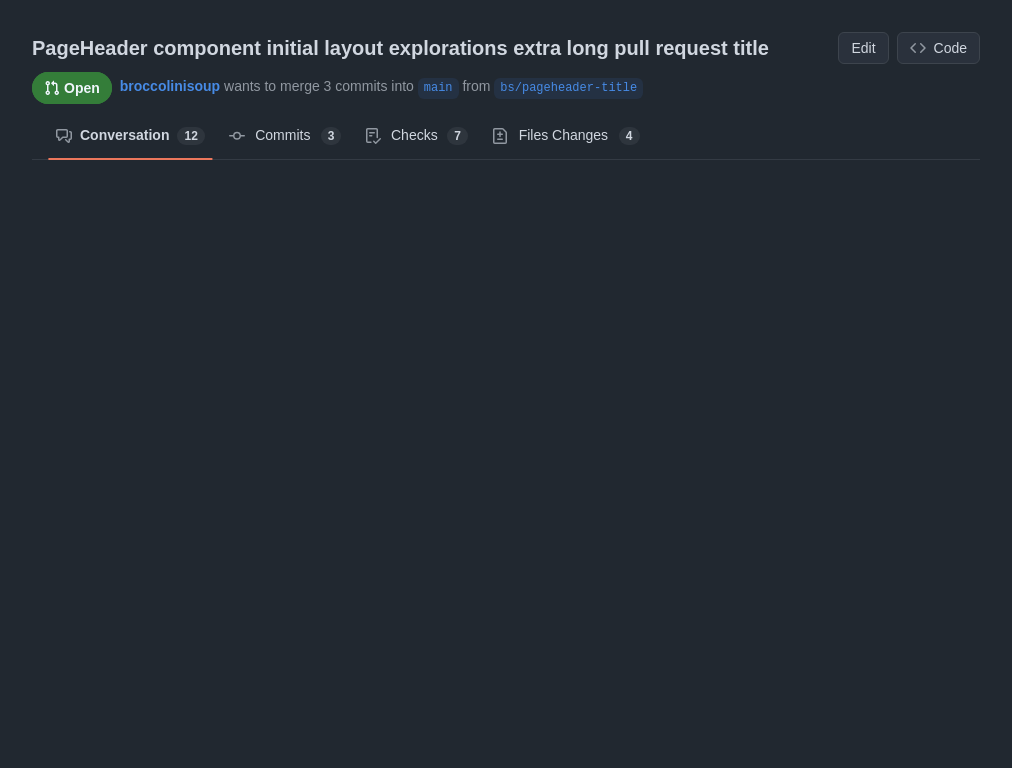 PageHeader component initial layout explorations extra long pull request title
Edit
Code
Open
broccolinisoup wants to merge 3 commits into main from bs/pageheader-title
Conversation 12
Commits 3
Checks 7
Files Changes 4